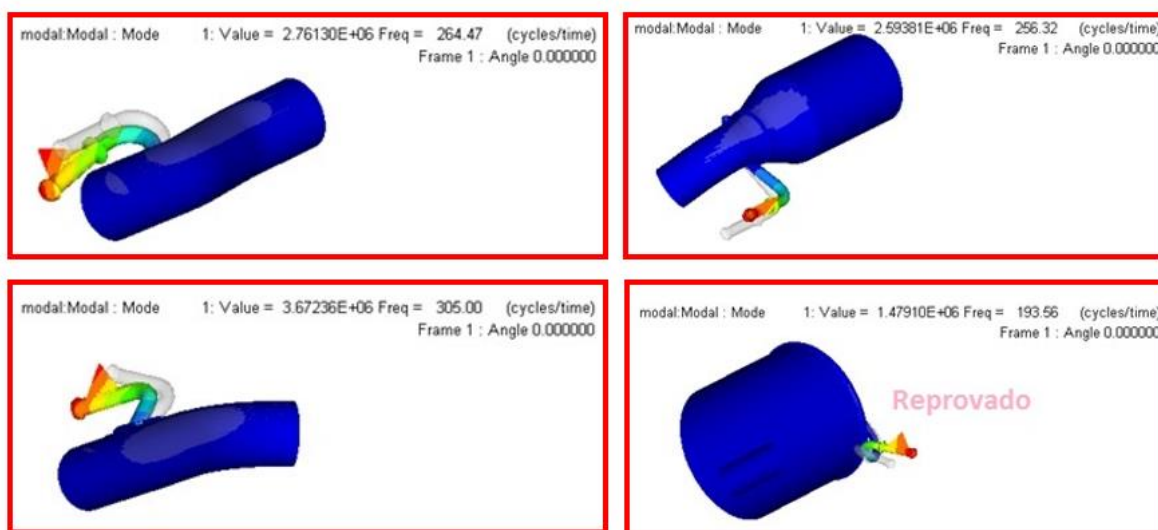 modal:Modal : Mode 1: Value = 2.76130E+06 Freq = 264.47 (cycles/time)
Frame 1 : Angle 0.000000
modal:Modal : Mode 1: Value = 2.59381E+06 Freq = 256.32 (cycles/time)
Frame 1 : Angle 0.000000
modal:Modal : Mode 1: Value = 3.67236E+06 Freq = 305.00 (cycles/time)
Frame 1 : Angle 0.000000
modal:Modal : Mode 1: Value = 1.47910E+06 Freq = 193.56 (cycles/time)
Frame 1 : Angle 0.000000
Reprovado